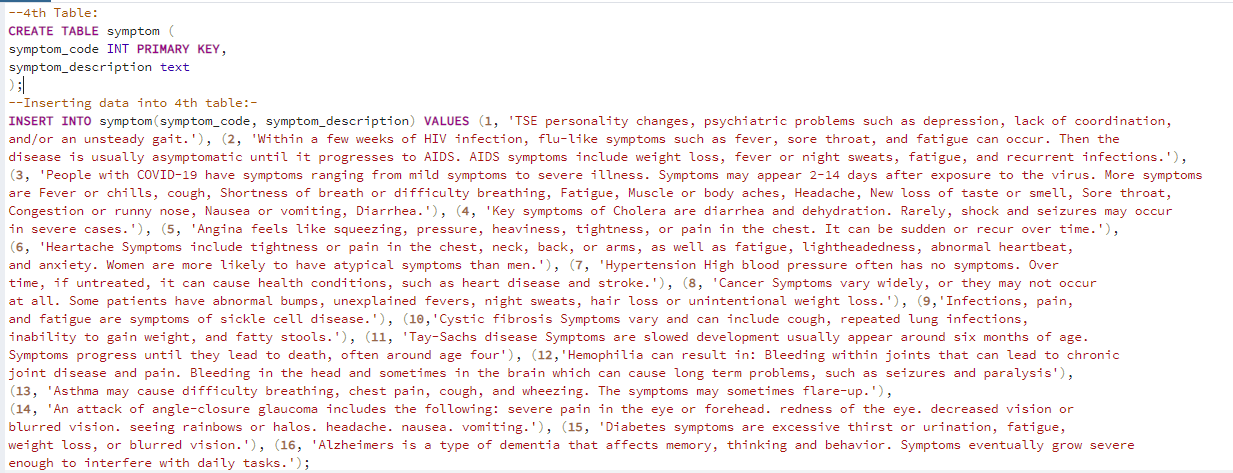 --4th Table:
CREATE TABLE symptom (
symptom_code INT PRIMARY KEY,
symptom_description text
);
--Inserting data into 4th table:-
INSERT INTO symptom(symptom_code, symptom_description) VALUES (1, 'TSE personality changes, psychiatric problems such as depression, lack of coordination,
and/or an unsteady gait.'), (2, 'Within a few weeks of HIV infection, flu-like symptoms such as fever, sore throat, and fatigue can occur. Then the
disease is usually asymptomatic until it progresses to AIDS. AIDS symptoms include weight loss, fever or night sweats, fatigue, and recurrent infections.'),
(3, 'People with COVID-19 have symptoms ranging from mild symptoms to severe illness. Symptoms may appear 2-14 days after exposure to the virus. More symptoms
are Fever or chills, cough, Shortness of breath or difficulty breathing, Fatigue, Muscle or body aches, Headache, New loss of taste or smell, Sore throat,
Congestion or runny nose, Nausea or vomiting, Diarrhea.'), (4, 'Key symptoms of Cholera are diarrhea and dehydration. Rarely, shock and seizures may occur
in severe cases.'), (5, 'Angina feels like squeezing, pressure, heaviness, tightness, or pain in the chest. It can be sudden or recur over time.'),
(6, 'Heartache Symptoms include tightness or pain in the chest, neck, back, or arms, as well as fatigue, lightheadedness, abnormal heartbeat,
and anxiety. Women are more likely to have atypical symptoms than men.'), (7, 'Hypertension High blood pressure often has no symptoms. Over
time, if untreated, it can cause health conditions, such as heart disease and stroke.'), (8, 'Cancer Symptoms vary widely, or they may not occur
at all. Some patients have abnormal bumps, unexplained fevers, night sweats, hair loss or unintentional weight loss.'), (9,'Infections, pain,
and fatigue are symptoms of sickle cell disease.'), (10,'Cystic fibrosis Symptoms vary and can include cough, repeated lung infections,
inability to gain weight, and fatty stools.'), (11, 'Tay-Sachs disease Symptoms are slowed development usually appear around six months of age.
Symptoms progress until they lead to death, often around age four'), (12,'Hemophilia can result in: Bleeding within joints that can lead to chronic
joint disease and pain. Bleeding in the head and sometimes in the brain which can cause long term problems, such as seizures and paralysis'),
(13, 'Asthma may cause difficulty breathing, chest pain, cough, and wheezing. The symptoms may sometimes flare-up.'),
(14, 'An attack of angle-closure glaucoma includes the following: severe pain in the eye or forehead. redness of the eye. decreased vision or
blurred vision. seeing rainbows or halos. headache. nausea. vomiting.'), (15, 'Diabetes symptoms are excessive thirst or urination, fatigue,
weight loss, or blurred vision.'), (16, 'Alzheimers is a type of dementia that affects memory, thinking and behavior. Symptoms eventually grow severe
enough to interfere with daily tasks.');